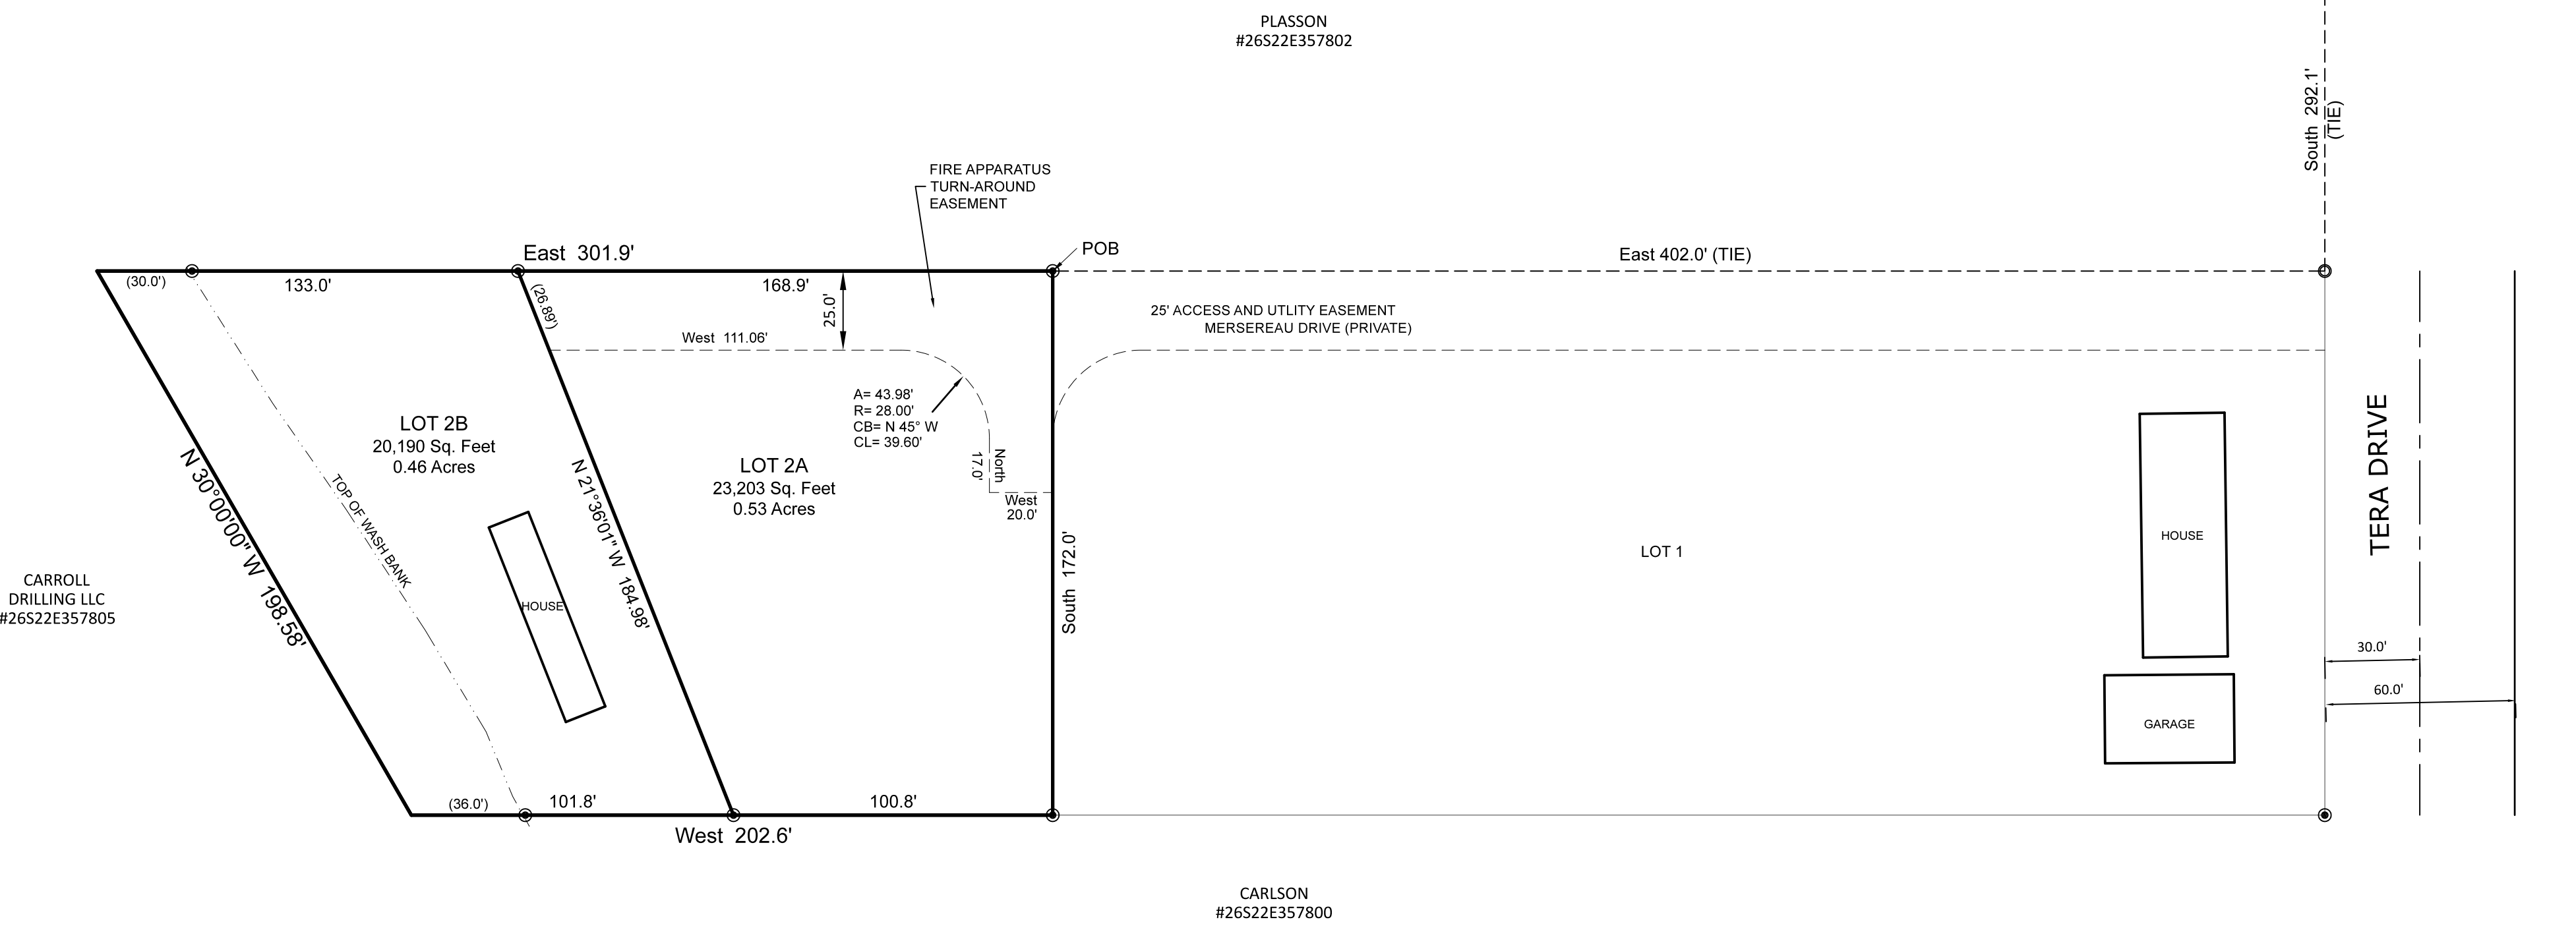 PLASSON
#26S22E357802
South 292.1'
(TIE)
FIRE APPARATUS
TURN-AROUND
EASEMENT
East 301.9'
POB
East 402.0' (TIE)
(30.0')
133.0'
(26.89')
168.9'
25.0'
25' ACCESS AND UTLITY EASEMENT
MERSEREAU DRIVE (PRIVATE)
West 111.06'
A= 43.98'
R= 28.00'
CB= N 45° W
CL= 39.60'
LOT 2B
20,190 Sq. Feet
0.46 Acres
LOT 2A
23,203 Sq. Feet
0.53 Acres
North
17.0'
West
20.0'
N 30°00'00" W 198.58'
TOP OF WASH BANK
N 21°36'01" W 184.98'
South 172.0'
LOT 1
HOUSE
HOUSE
TERA DRIVE
CARROLL
DRILLING LLC
#26S22E357805
30.0'
60.0'
GARAGE
(36.0')
101.8'
100.8'
West 202.6'
CARLSON
#26S22E357800